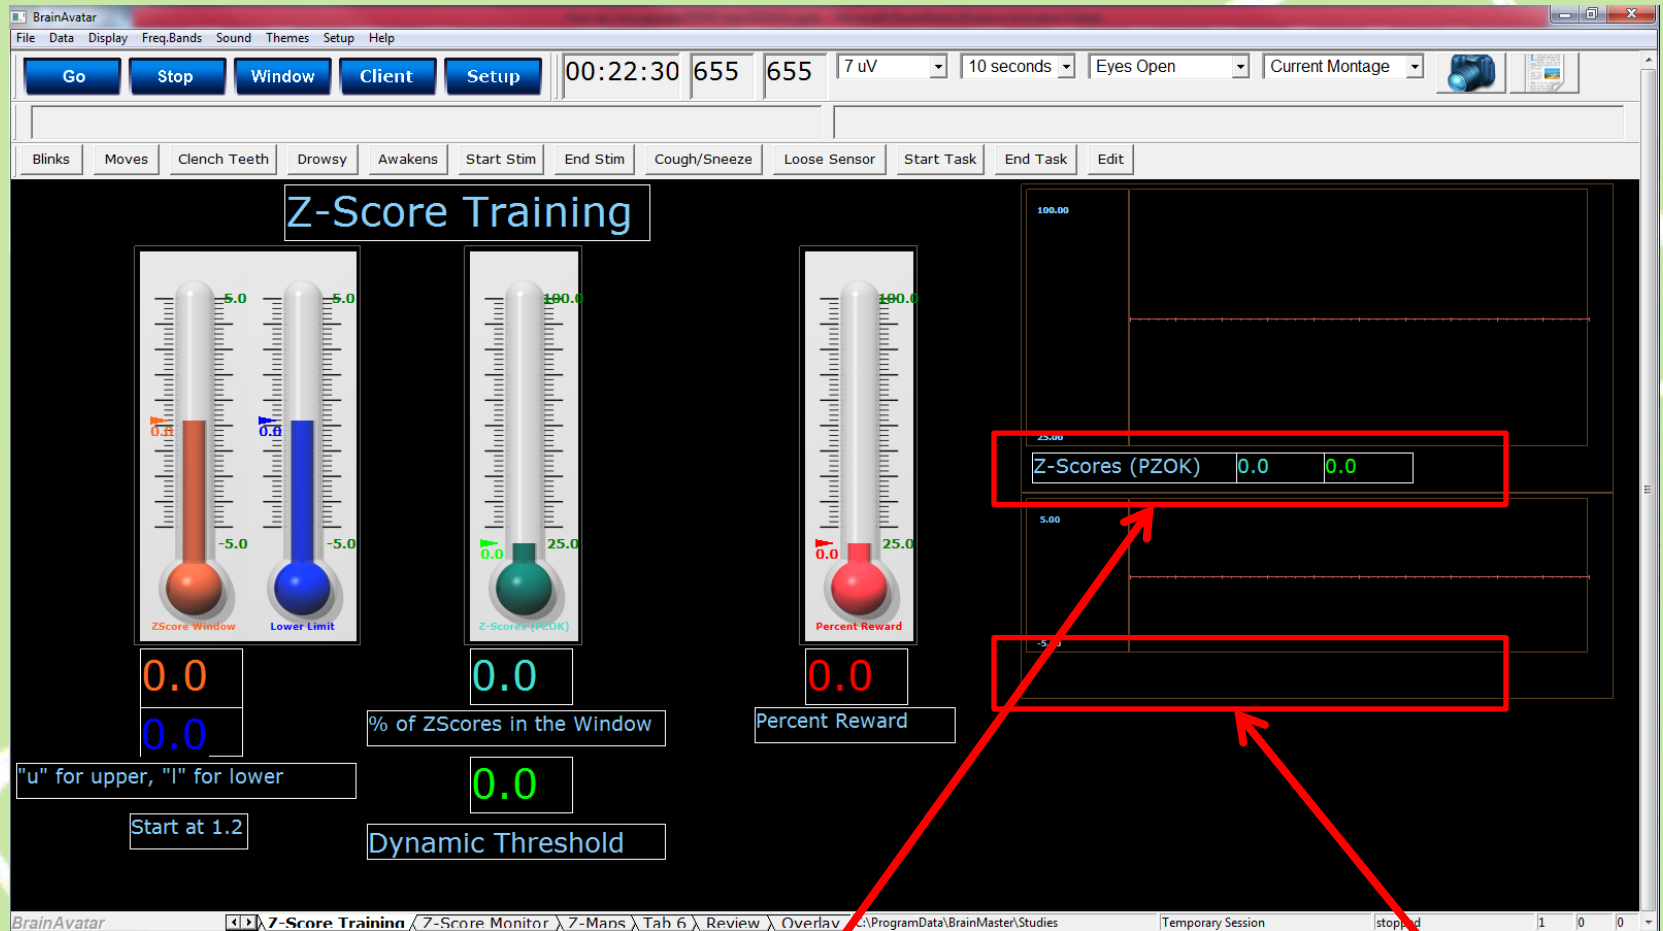 BrainAvatar
File Data Display Freq.Bands Sound Themes Setup Help
Go Stop Window Client Setup 00:22:30 655 655 7 uV 10 seconds Eyes Open Current Montage
Blinks Moves Clench Teeth Drowsy Awakens Start Stim End Stim Cough/Sneeze Loose Sensor Start Task End Task Edit
Z-Score Training
5.0 5.0 100.0 100.0
0.0 0.0
-5.0 -5.0 0.0 25.0 0.0 25.0
ZScore Window Lower Limit Z-Scores (PZOK) Percent Reward
0.0 0.0 0.0
0.0
% of ZScores in the Window
Percent Reward
"u" for upper, "l" for lower
0.0
Start at 1.2
Dynamic Threshold
100.00
25.00
Z-Scores (PZOK) 0.0 0.0
5.00
-5.00
BrainAvatar Z-Score Training Z-Score Monitor Z-Maps Tab 6 Review Overlay C:\ProgramData\BrainMaster\Studies Temporary Session stopped 1 0 0